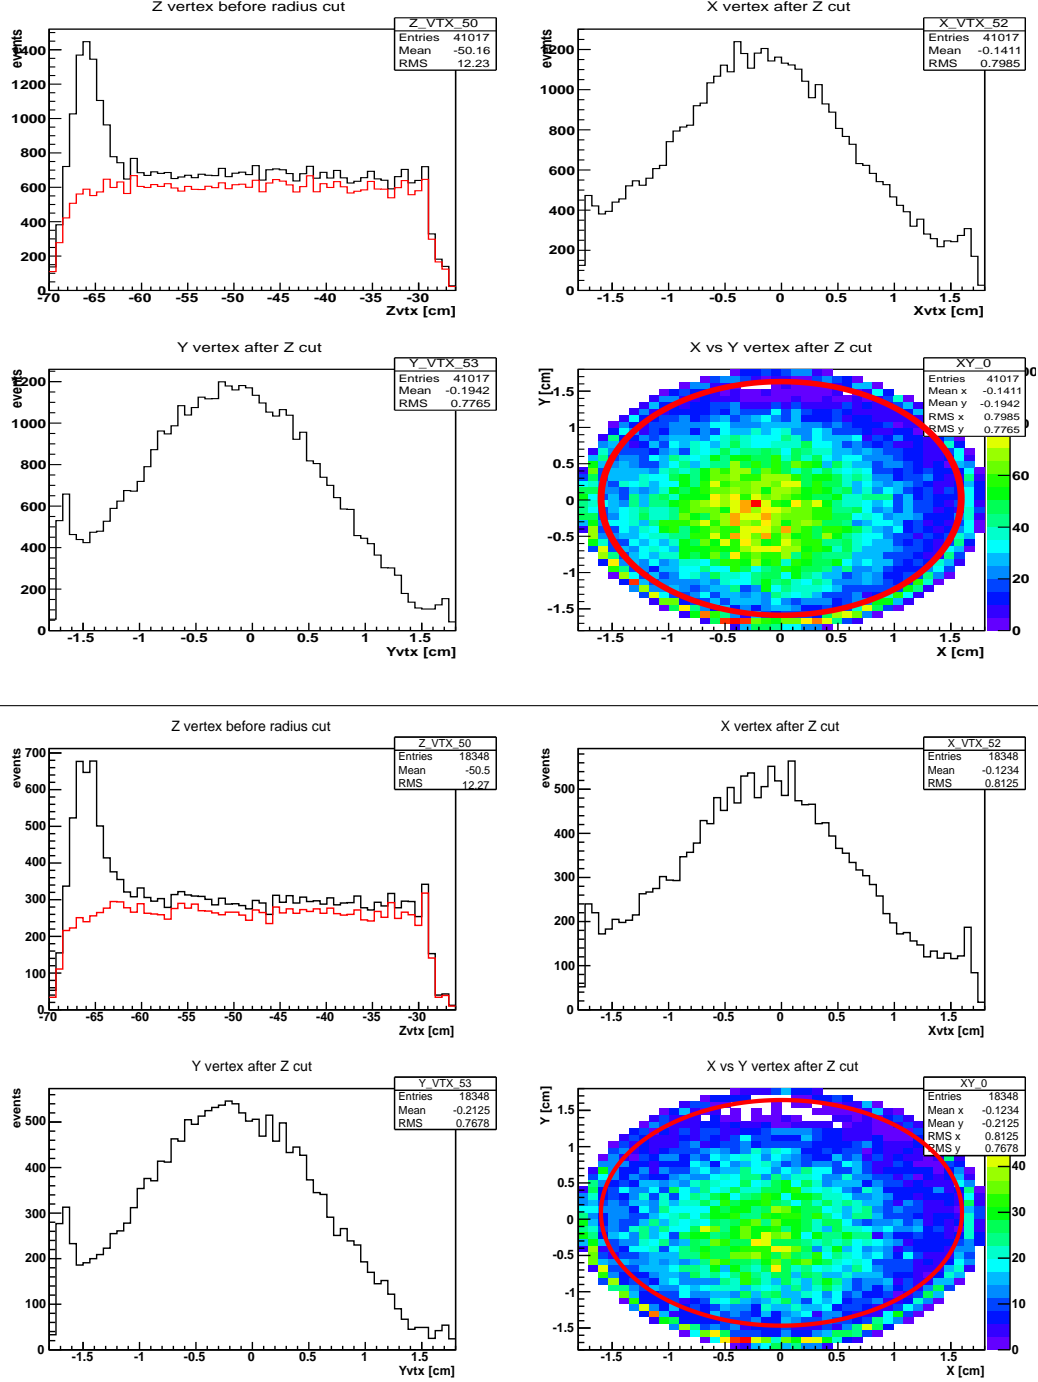 Z vertex before radius cut
Z_VTX_50
Entries 41017
Mean -50.16
RMS 12.23
events
1400
1200
1000
800
600
400
200
0
-70 -65 -60 -55 -50 -45 -40 -35 -30
Zvtx [cm]
X vertex after Z cut
X_VTX_52
Entries 41017
Mean -0.1411
RMS 0.7985
events
1200
1000
800
600
400
200
0
-1.5 -1 -0.5 0 0.5 1 1.5
Xvtx [cm]
Y vertex after Z cut
Y_VTX_53
Entries 41017
Mean -0.1942
RMS 0.7765
events
1200
1000
800
600
400
200
0
-1.5 -1 -0.5 0 0.5 1 1.5
Yvtx [cm]
X vs Y vertex after Z cut
XY_0
Entries 41017
Mean x -0.1411
Mean y -0.1942
RMS x 0.7985
RMS y 0.7765
Y [cm]
1.5
1
0.5
0
-0.5
-1
-1.5
-1.5 -1 -0.5 0 0.5 1 1.5
X [cm]
60
40
20
0
Z vertex before radius cut
Z_VTX_50
Entries 18348
Mean -50.5
RMS 12.27
events
700
600
500
400
300
200
100
0
-70 -65 -60 -55 -50 -45 -40 -35 -30
Zvtx [cm]
X vertex after Z cut
X_VTX_52
Entries 18348
Mean -0.1234
RMS 0.8125
events
500
400
300
200
100
0
-1.5 -1 -0.5 0 0.5 1 1.5
Xvtx [cm]
Y vertex after Z cut
Y_VTX_53
Entries 18348
Mean -0.2125
RMS 0.7678
events
500
400
300
200
100
0
-1.5 -1 -0.5 0 0.5 1 1.5
Yvtx [cm]
X vs Y vertex after Z cut
XY_0
Entries 18348
Mean x -0.1234
Mean y -0.2125
RMS x 0.8125
RMS y 0.7678
Y [cm]
1.5
1
0.5
0
-0.5
-1
-1.5
-1.5 -1 -0.5 0 0.5 1 1.5
X [cm]
40
30
20
10
0